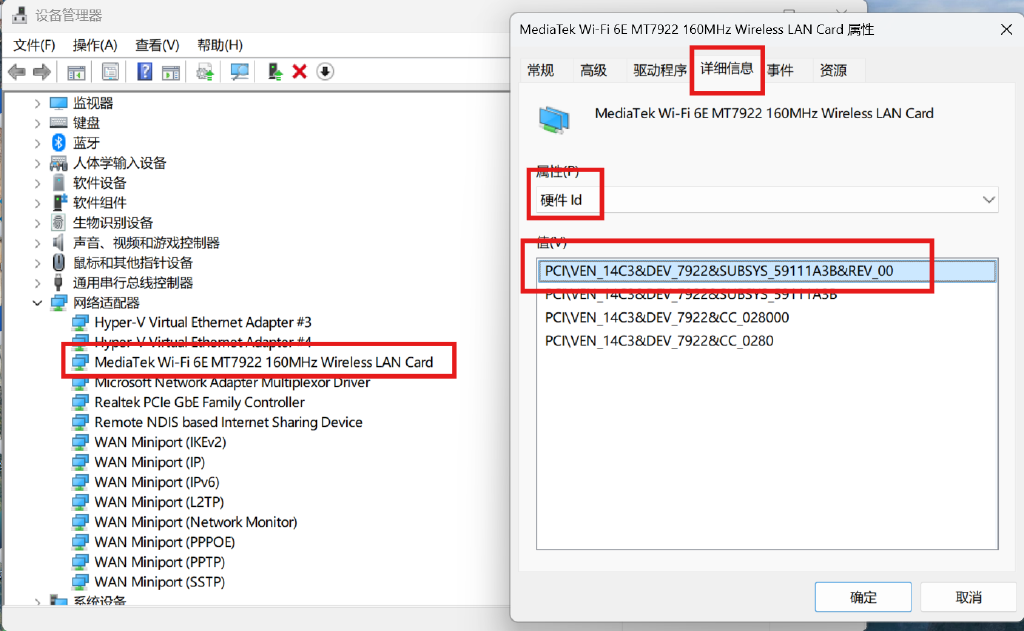 设备管理器
文件(F) 操作(A) 查看(V) 帮助(H)
监视器
键盘
蓝牙
人体学输入设备
软件设备
软件组件
生物识别设备
声音、视频和游戏控制器
鼠标和其他指针设备
通用串行总线控制器
网络适配器
Hyper-V Virtual Ethernet Adapter #3
Hyper-V Virtual Ethernet Adapter #4
MediaTek Wi-Fi 6E MT7922 160MHz Wireless LAN Card
Microsoft Network Adapter Multiplexor Driver
Realtek PCIe GbE Family Controller
Remote NDIS based Internet Sharing Device
WAN Miniport (IKEv2)
WAN Miniport (IP)
WAN Miniport (IPv6)
WAN Miniport (L2TP)
WAN Miniport (Network Monitor)
WAN Miniport (PPPOE)
WAN Miniport (PPTP)
WAN Miniport (SSTP)
系统设备
MediaTek Wi-Fi 6E MT7922 160MHz Wireless LAN Card 属性
常规 高级 驱动程序 详细信息 事件 资源
MediaTek Wi-Fi 6E MT7922 160MHz Wireless LAN Card
属性(P)
硬件 Id
值(V)
PCI\VEN_14C3&DEV_7922&SUBSYS_59111A3B&REV_00
PCI\VEN_14C3&DEV_7922&SUBSYS_59111A3B
PCI\VEN_14C3&DEV_7922&CC_028000
PCI\VEN_14C3&DEV_7922&CC_0280
确定 取消